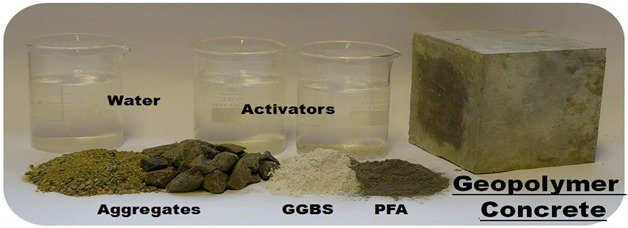 Water
Activators
Aggregates
GGBS
PFA
Geopolymer
Concrete